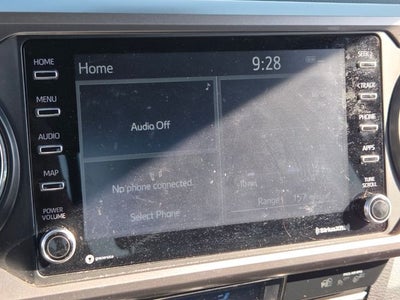 HOME
Home
9:28
SEEK >
MENU
< TRACK
Audio Off
AUDIO
PHONE
MAP
No phone connected
APPS
POWER
VOLUME
Select Phone
Range
TUNE
SCROLL
SiriusXM